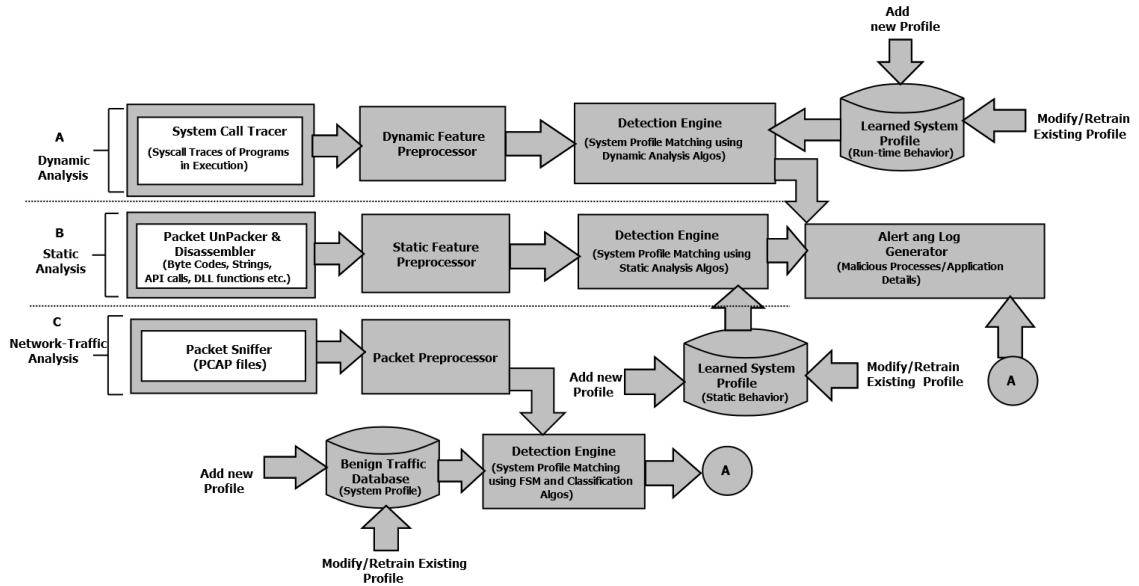 Add
new Profile
A
Dynamic
Analysis
System Call Tracer
(Syscall Traces of Programs
in Execution)
Dynamic Feature
Preprocessor
Detection Engine
(System Profile Matching using
Dynamic Analysis Algos)
Learned System
Profile
(Run-time Behavior)
Modify/Retrain
Existing Profile
B
Static
Analysis
Packet UnPacker &
Disassembler
(Byte Codes, Strings,
API calls, DLL functions etc.)
Static Feature
Preprocessor
Detection Engine
(System Profile Matching using
Static Analysis Algos)
Alert ang Log
Generator
(Malicious Processes/Application
Details)
C
Network-Traffic
Analysis
Packet Sniffer
(PCAP files)
Packet Preprocessor
Add new
Profile
Learned System
Profile
(Static Behavior)
Modify/Retrain
Existing Profile
A
Add new
Profile
Benign Traffic
Database
(System Profile)
Detection Engine
(System Profile Matching
using FSM and Classification
Algos)
A
Modify/Retrain Existing
Profile